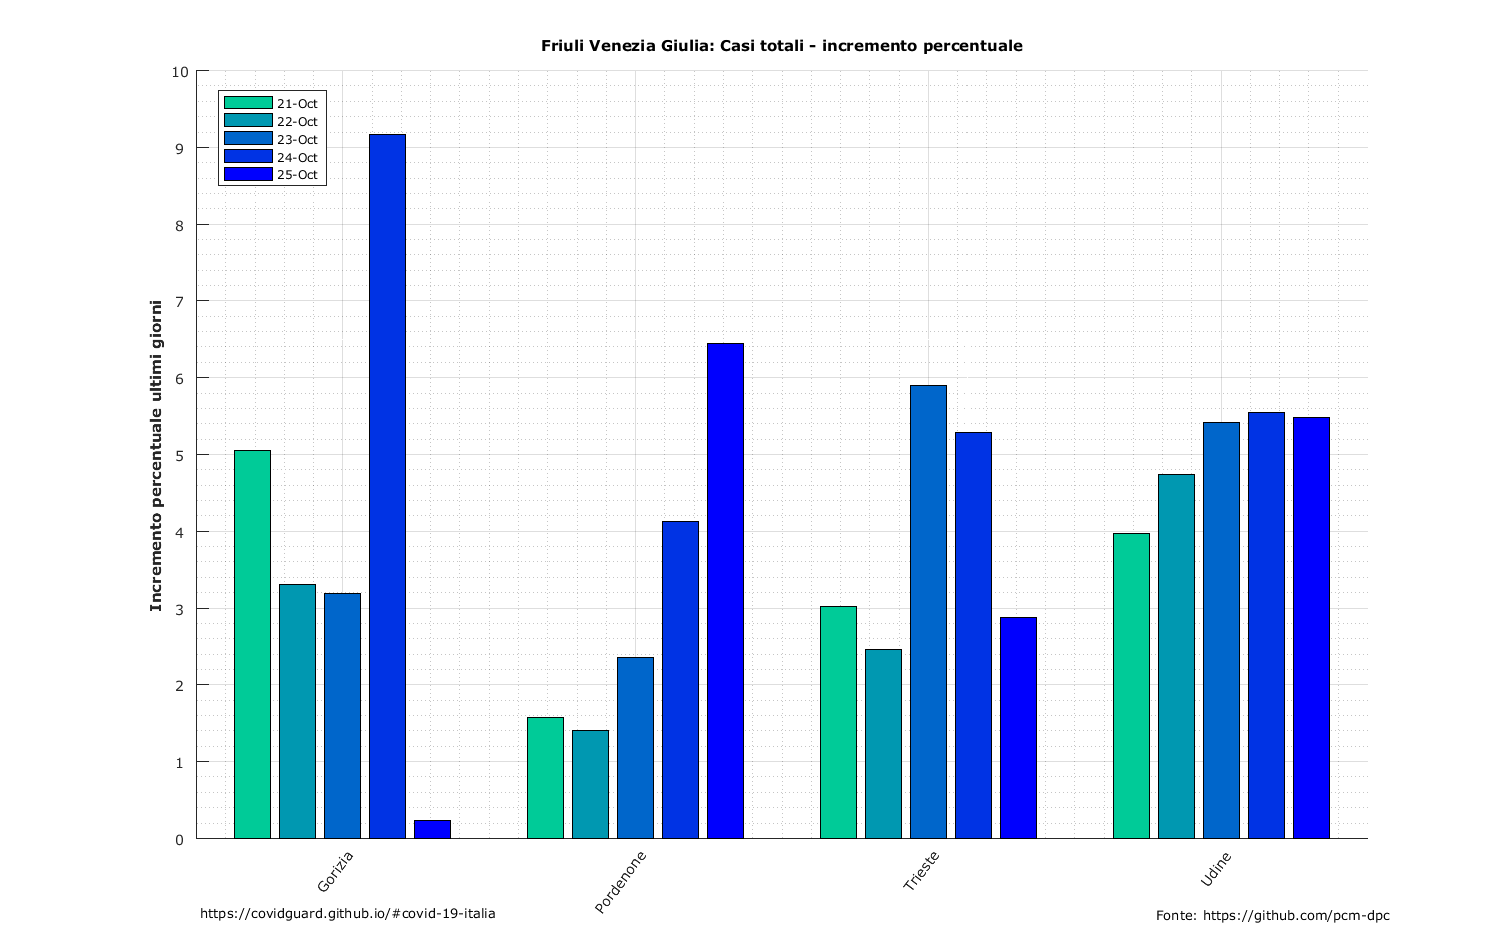 Friuli Venezia Giulia: Casi totali - incremento percentuale
Incremento percentuale ultimi giorni
10
9
8
7
6
5
4
3
2
1
0
21-Oct
22-Oct
23-Oct
24-Oct
25-Oct
Gorizia
Pordenone
Trieste
Udine
https://covidguard.github.io/#covid-19-italia
Fonte: https://github.com/pcm-dpc